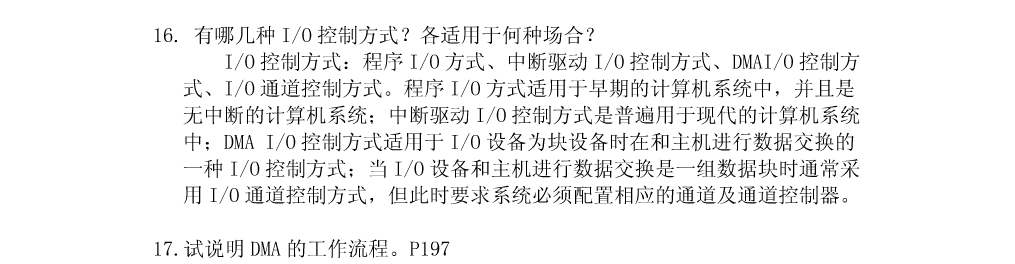 16. 有哪几种 I/O 控制方式？各适用于何种场合？
I/O 控制方式：程序 I/O 方式、中断驱动 I/O 控制方式、DMAI/O 控制方
式、I/O 通道控制方式。程序 I/O 方式适用于早期的计算机系统中，并且是
无中断的计算机系统；中断驱动 I/O 控制方式是普遍用于现代的计算机系统
中；DMA I/O 控制方式适用于 I/O 设备为块设备时在和主机进行数据交换的
一种 I/O 控制方式；当 I/O 设备和主机进行数据交换是一组数据块时通常采
用 I/O 通道控制方式，但此时要求系统必须配置相应的通道及通道控制器。
17.试说明 DMA 的工作流程。P197